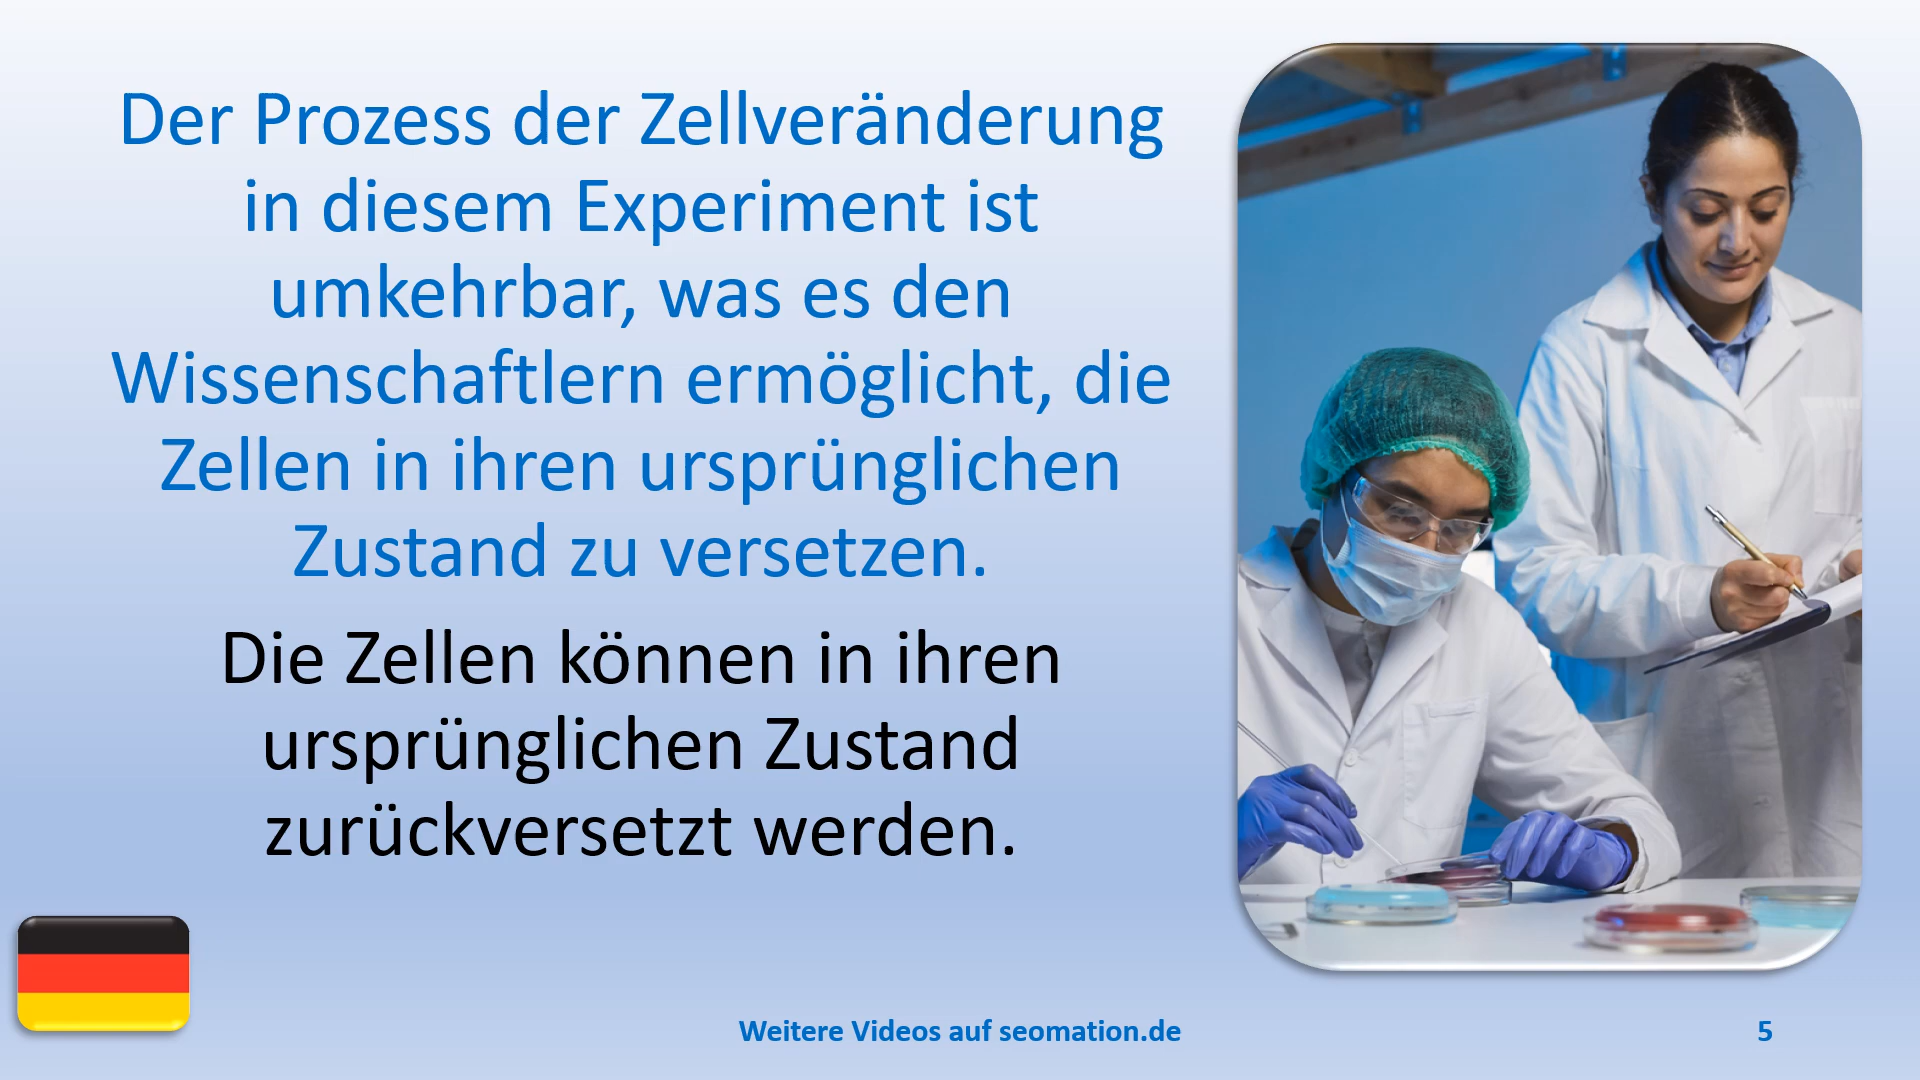 Der Prozess der Zellveränderung
in diesem Experiment ist
umkehrbar, was es den
Wissenschaftlern ermöglicht, die
Zellen in ihren ursprünglichen
Zustand zu versetzen.
Die Zellen können in ihren
ursprünglichen Zustand
zurückversetzt werden.
Weitere Videos auf seomation.de
5